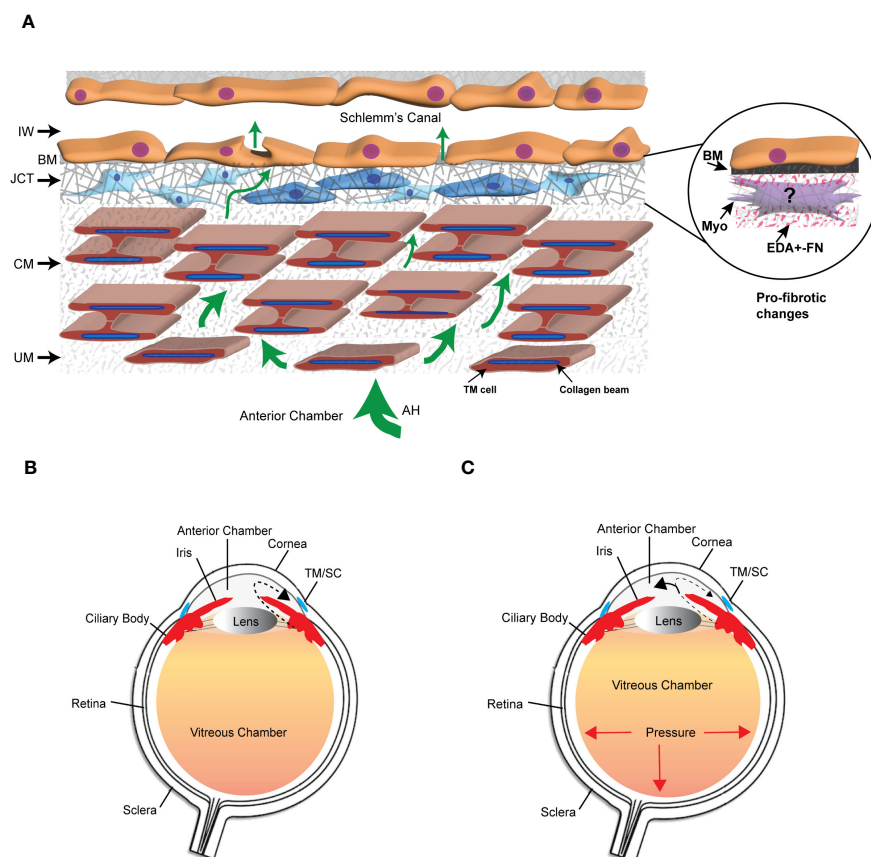 A
Schlemm's Canal
IW
BM
JCT
CM
UM
TM cell
Collagen beam
Anterior Chamber
AH
BM
?
Myo
EDA+-FN
Pro-fibrotic
changes
B
Anterior Chamber
Cornea
Iris
TM/SC
Ciliary Body
Lens
Retina
Vitreous Chamber
Sclera
C
Anterior Chamber
Cornea
Iris
TM/SC
Ciliary Body
Lens
Vitreous Chamber
Retina
Pressure
Sclera